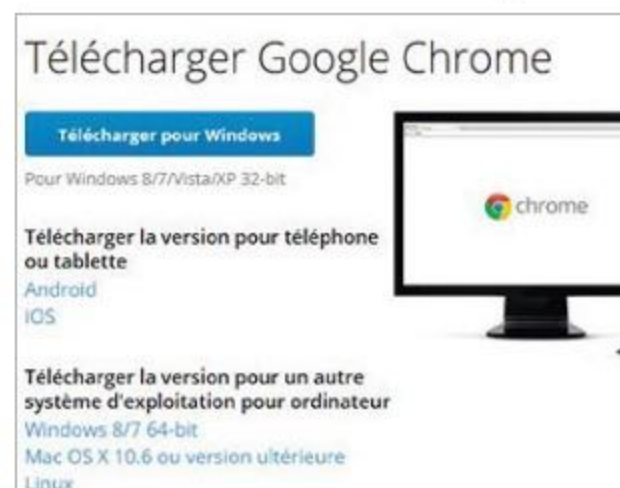 Télécharger Google Chrome
Télécharger pour Windows
Pour Windows 8/7/Vista/XP 32-bit
chrome
Télécharger la version pour téléphone
ou tablette
Android
iOS
Télécharger la version pour un autre
système d'exploitation pour ordinateur
Windows 8/7 64-bit
Mac OS X 10.6 ou version ultérieure
Linux